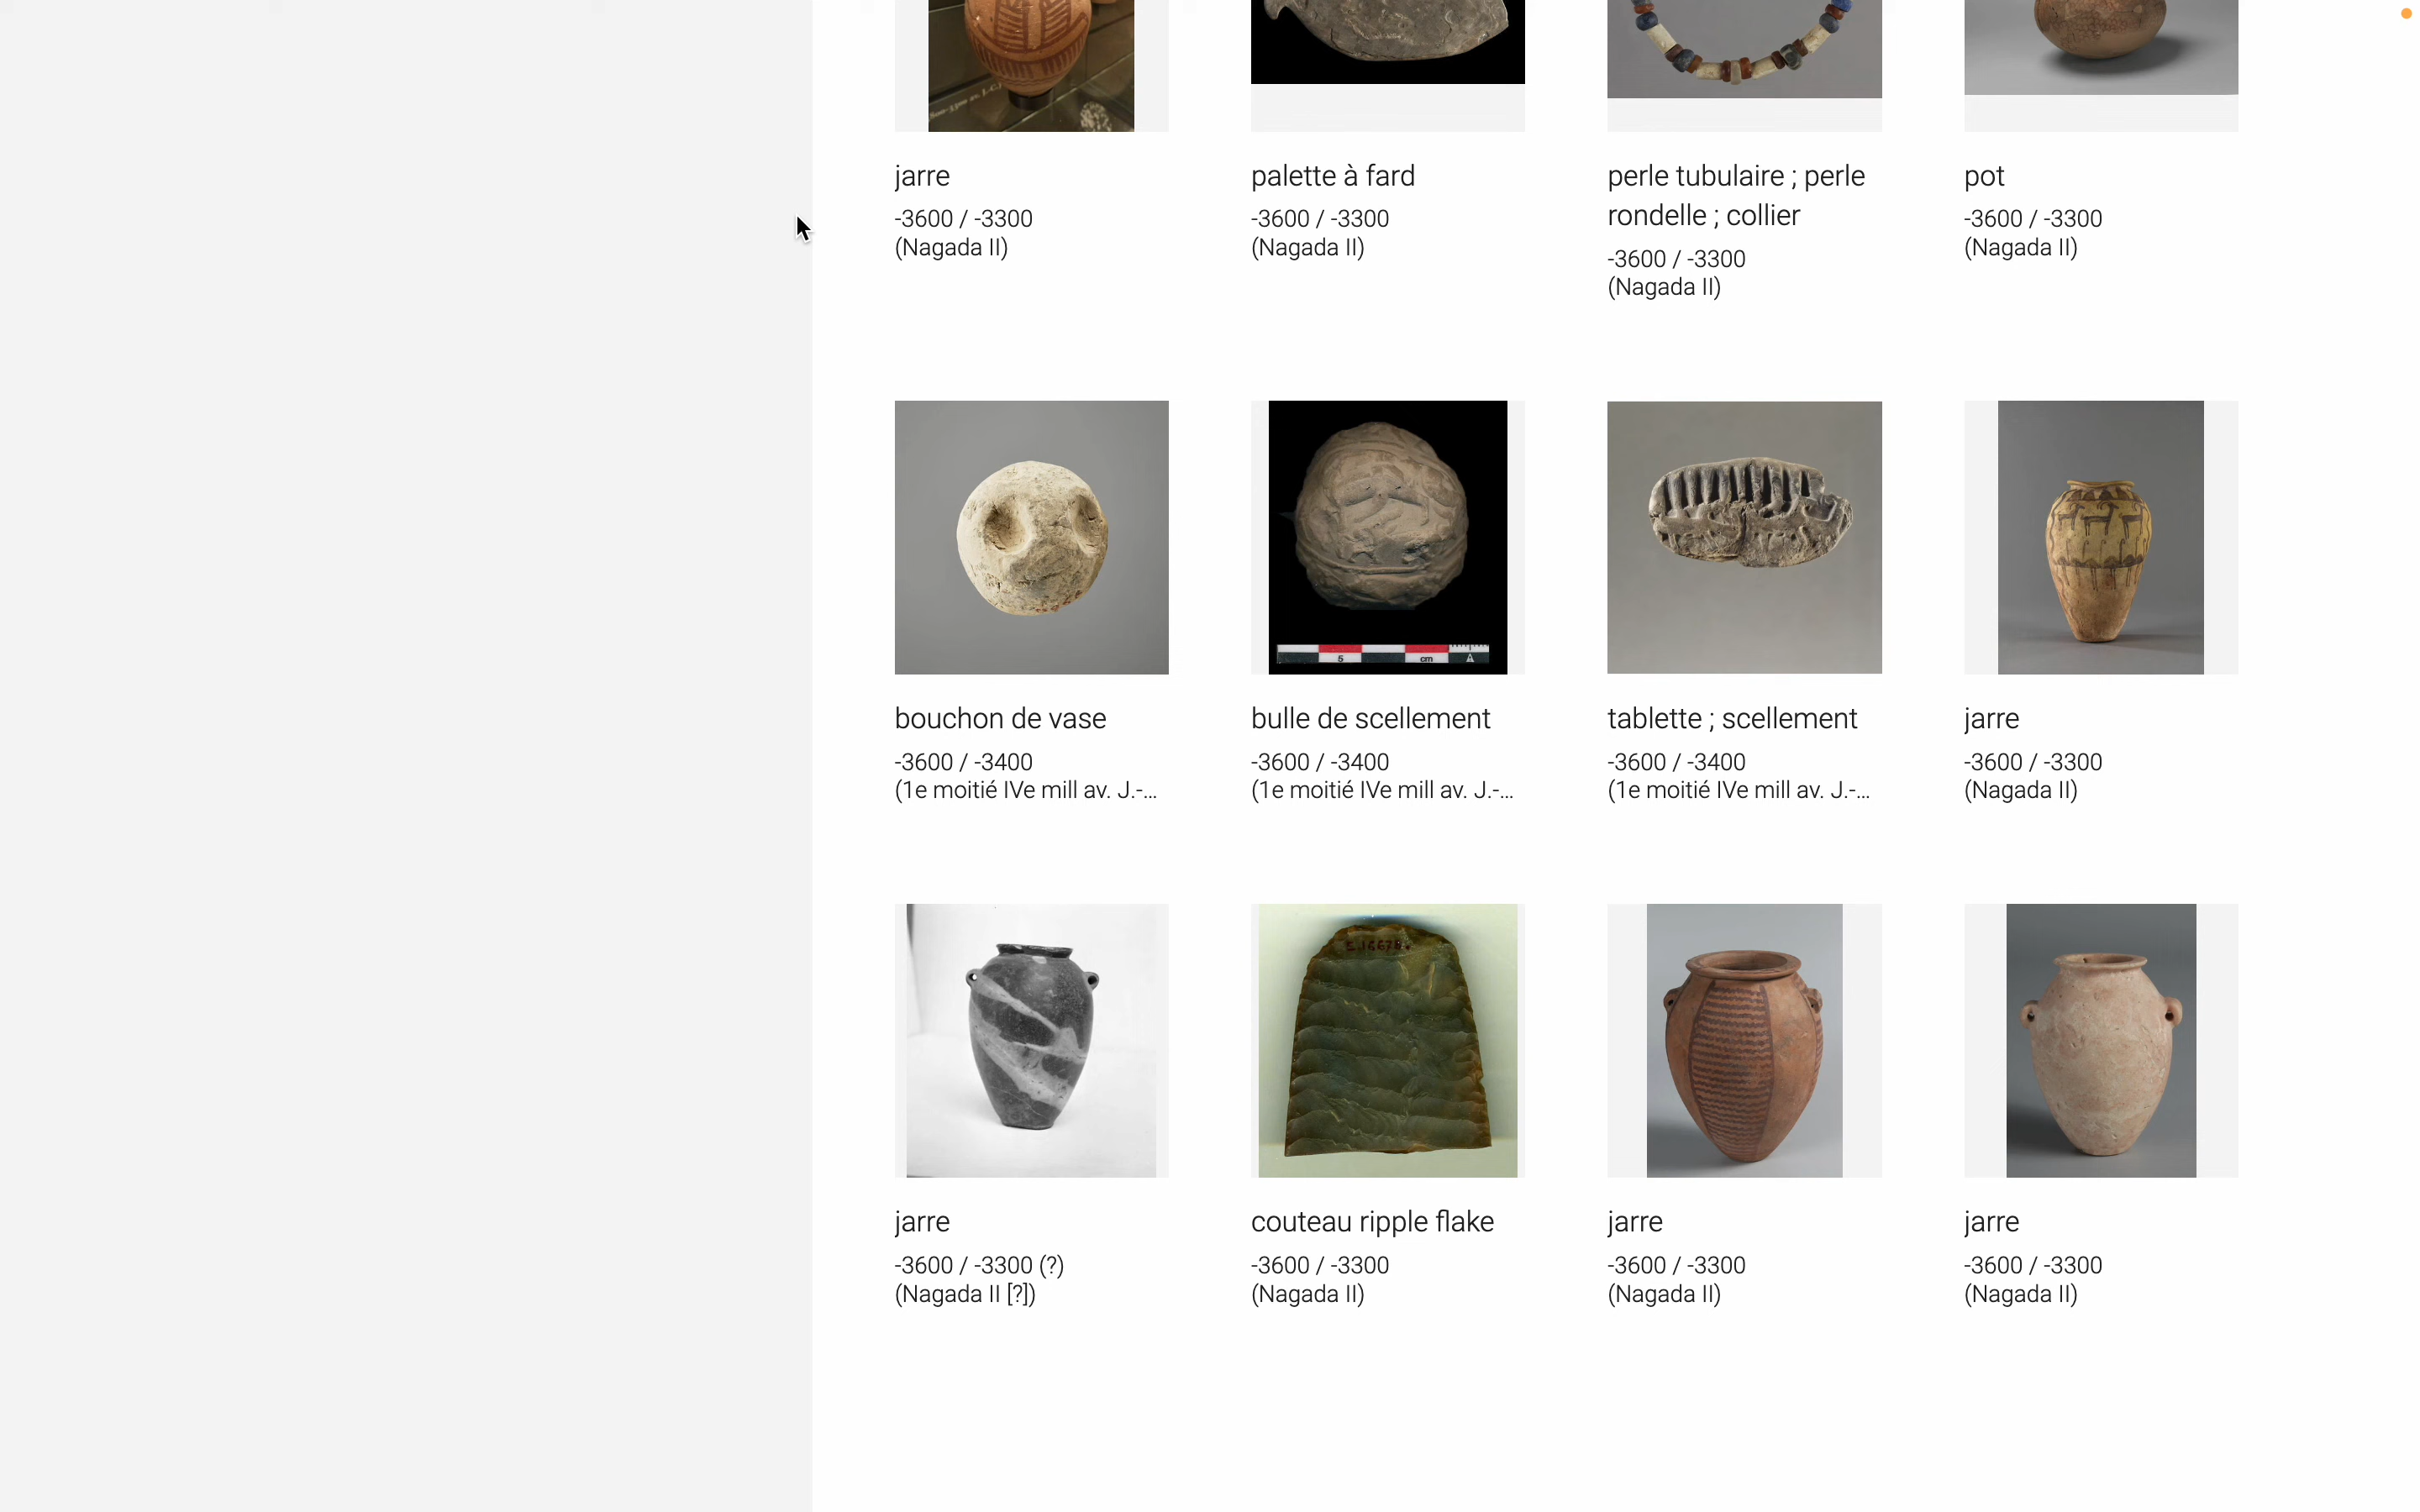 jarre
-3600 / -3300
(Nagada II)
palette à fard
-3600 / -3300
(Nagada II)
perle tubulaire ; perle
rondelle ; collier
-3600 / -3300
(Nagada II)
pot
-3600 / -3300
(Nagada II)
5
cm
bouchon de vase
-3600 / -3400
(1e moitié IVe mill av. J.-...
bulle de scellement
-3600 / -3400
(1e moitié IVe mill av. J.-...
tablette ; scellement
-3600 / -3400
(1e moitié IVe mill av. J.-...
jarre
-3600 / -3300
(Nagada II)
jarre
-3600 / -3300 (?)
(Nagada II [?])
couteau ripple flake
-3600 / -3300
(Nagada II)
jarre
-3600 / -3300
(Nagada II)
jarre
-3600 / -3300
(Nagada II)